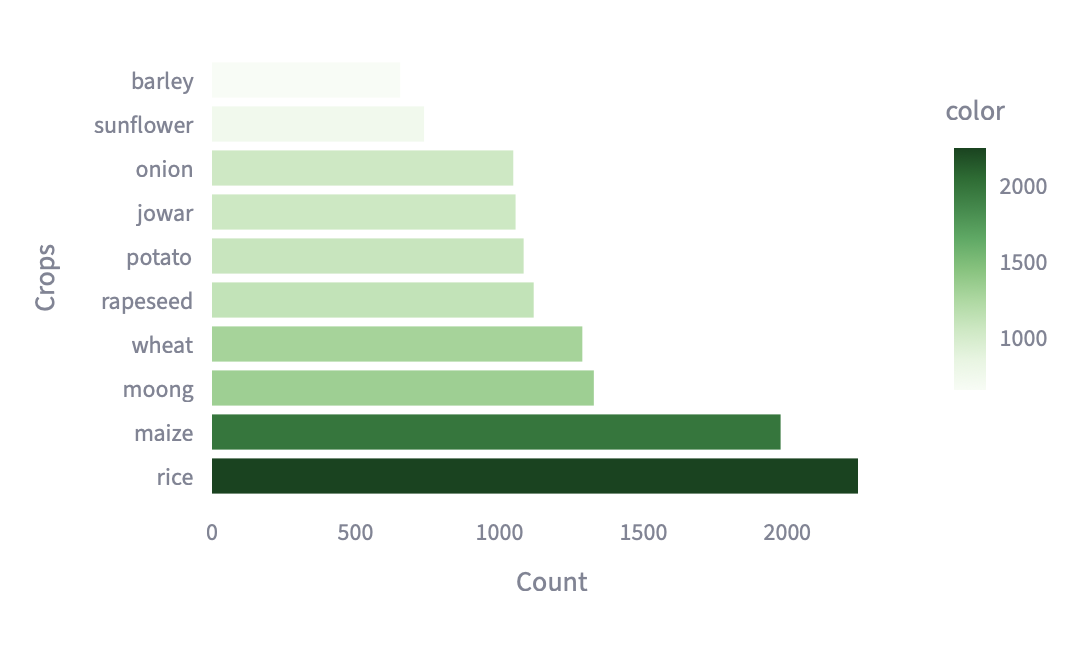 barley
sunflower
onion
jowar
potato
rapeseed
wheat
moong
maize
rice
Crops
0 500 1000 1500 2000
Count
color
2000
1500
1000